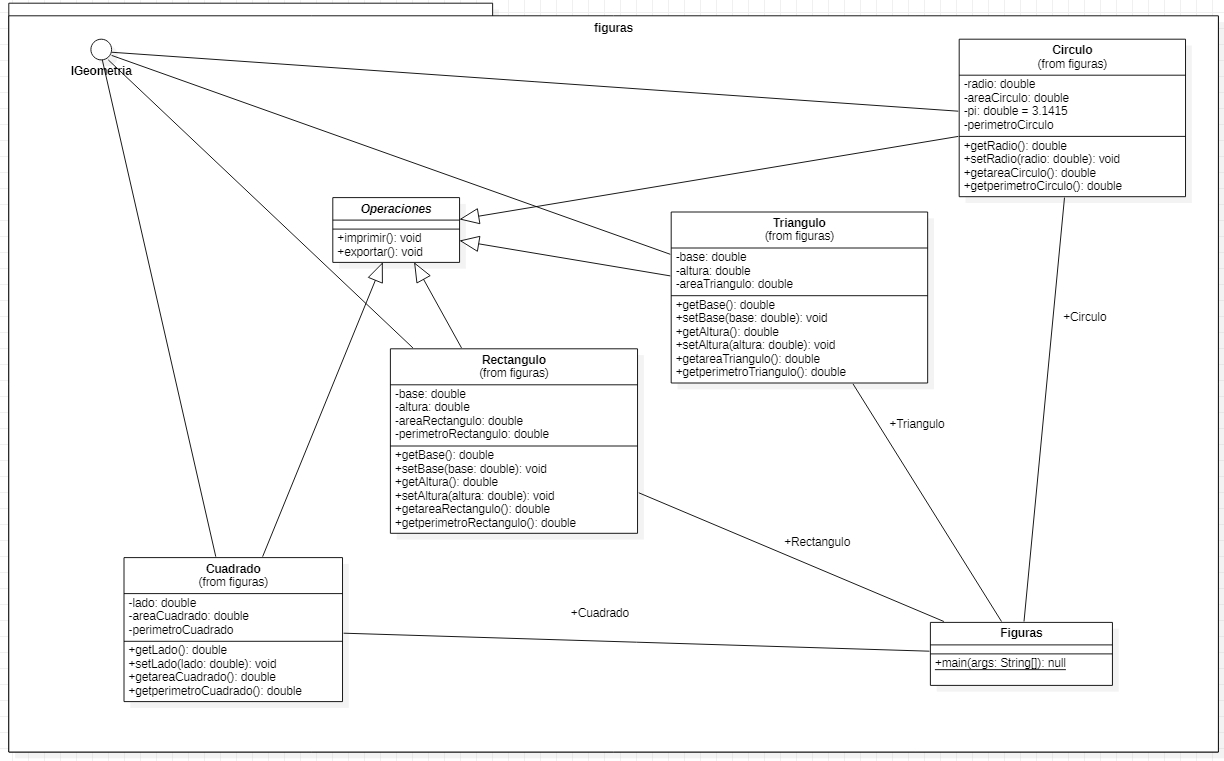 figuras
IGeometria
Circulo
(from figuras)
-radio: double
-areaCirculo: double
-pi: double = 3.1415
-perimetroCirculo
+getRadio(): double
+setRadio(radio: double): void
+getareaCirculo(): double
+getperimetroCirculo(): double
Operaciones
+imprimir(): void
+exportar(): void
Triangulo
(from figuras)
-base: double
-altura: double
-areaTriangulo: double
+getBase(): double
+setBase(base: double): void
+getAltura(): double
+setAltura(altura: double): void
+getareaTriangulo(): double
+getperimetroTriangulo(): double
+Circulo
Rectangulo
(from figuras)
-base: double
-altura: double
-areaRectangulo: double
-perimetroRectangulo: double
+getBase(): double
+setBase(base: double): void
+getAltura(): double
+setAltura(altura: double): void
+getareaRectangulo(): double
+getperimetroRectangulo(): double
+Triangulo
+Rectangulo
Cuadrado
(from figuras)
-lado: double
-areaCuadrado: double
-perimetroCuadrado
+getLado(): double
+setLado(lado: double): void
+getareaCuadrado(): double
+getperimetroCuadrado(): double
+Cuadrado
Figuras
+main(args: String[]): null